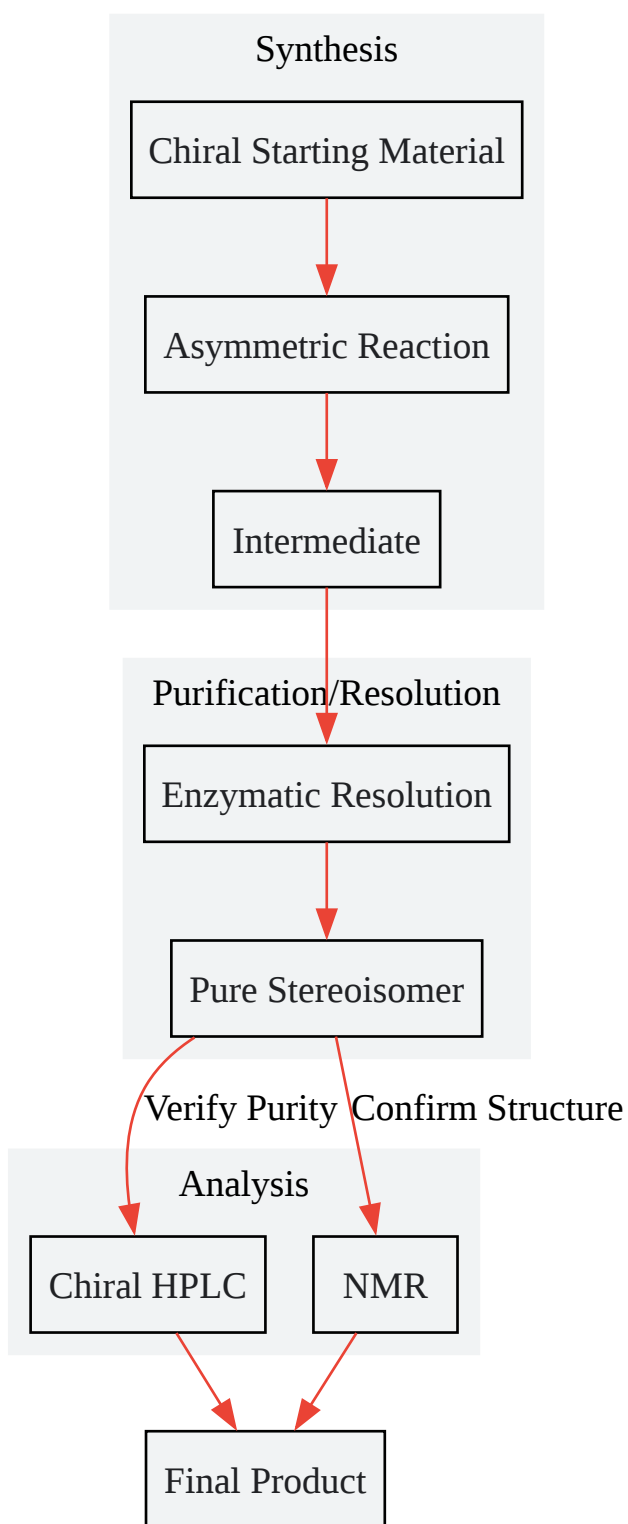 Synthesis
Chiral Starting Material
Asymmetric Reaction
Intermediate
Purification/Resolution
Enzymatic Resolution
Pure Stereoisomer
Verify Purity
Confirm Structure
Analysis
Chiral HPLC
NMR
Final Product